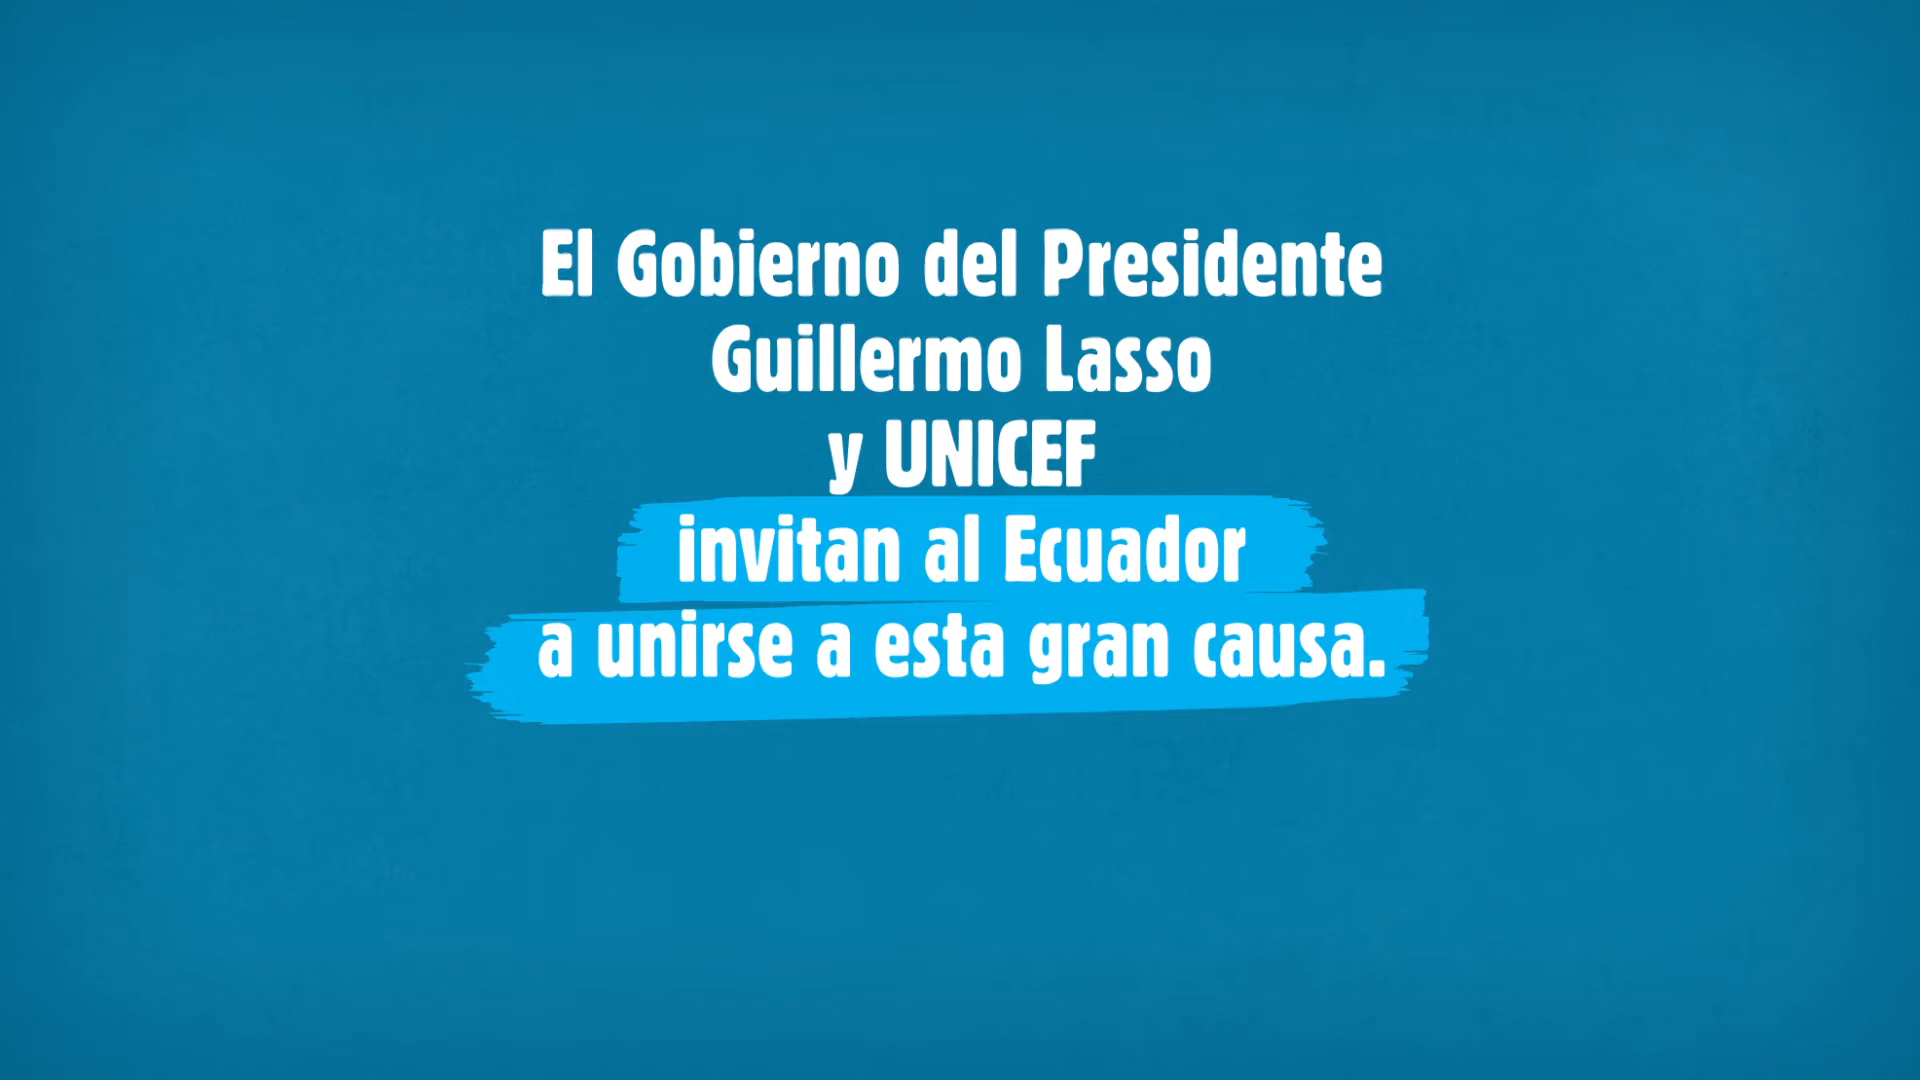 El Gobierno del Presidente
Guillermo Lasso
y UNICEF
invitan al Ecuador
a unirse a esta gran causa.